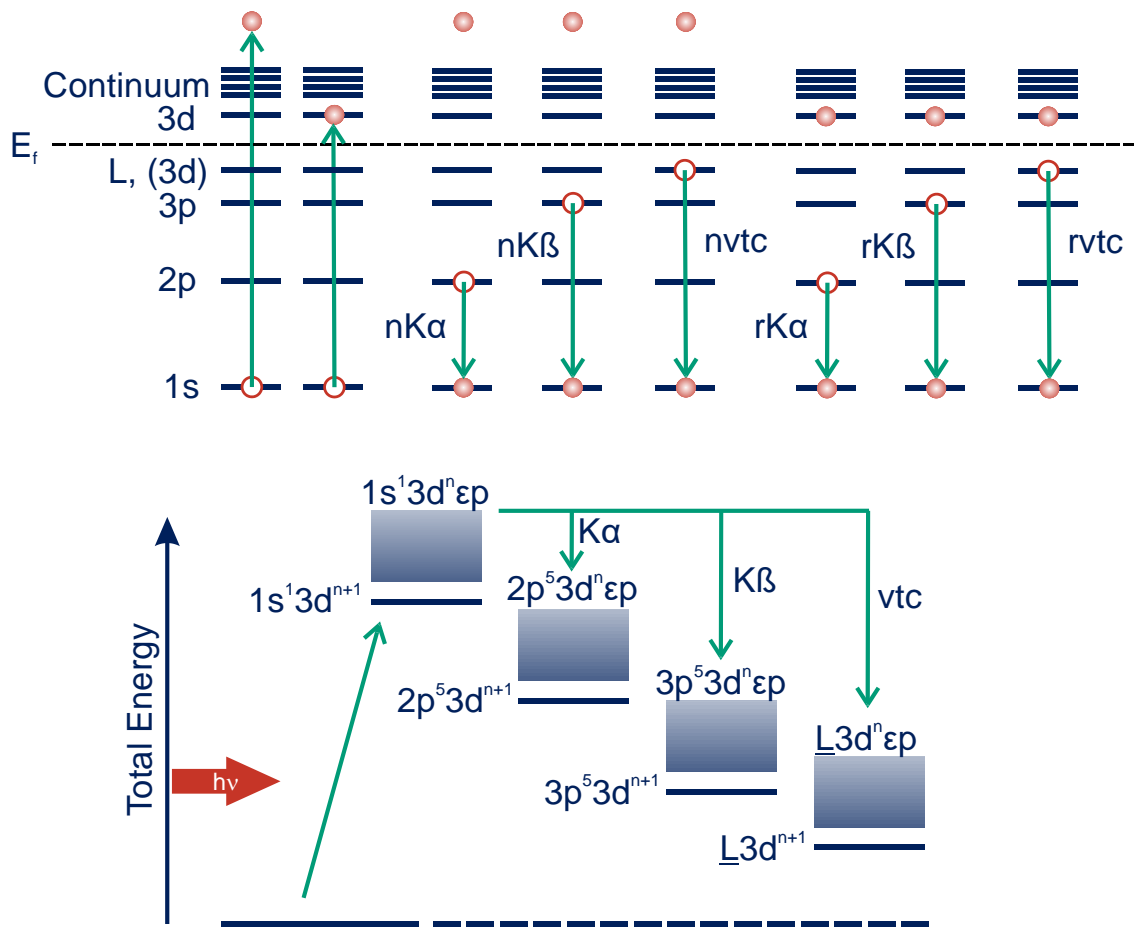 Continuum
3d
E_f
L, (3d)
3p
2p
1s
nKα
nKß
nvtc
rKα
rKß
rvtc
1s¹3dⁿεp
Kα
Kß
vtc
1s¹3dⁿ⁺¹
2p⁵3dⁿεp
2p⁵3dⁿ⁺¹
3p⁵3dⁿεp
3p⁵3dⁿ⁺¹
L3dⁿεp
L3dⁿ⁺¹
Total Energy
hν